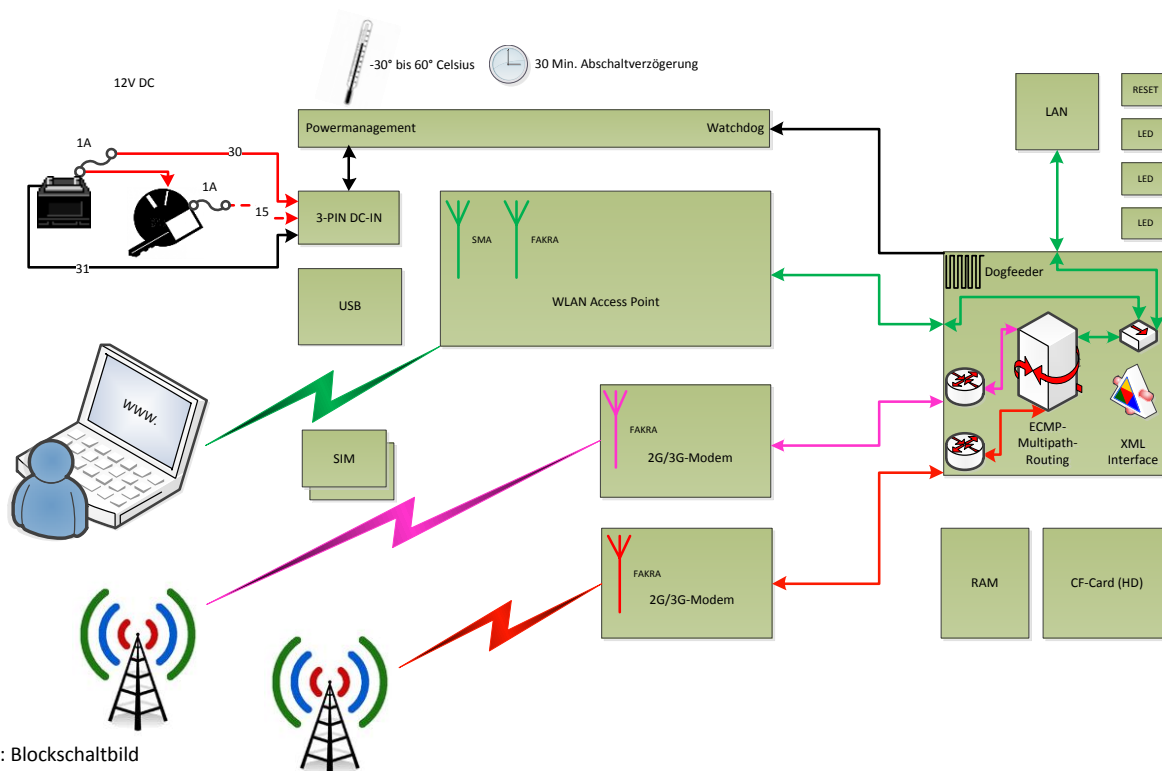 -30° bis 60° Celsius
30 Min. Abschaltverzögerung
12V DC
Powermanagement
Watchdog
LAN
RESET
LED
LED
LED
1A
30
1A
15
31
3-PIN DC-IN
SMA
FAKRA
WLAN Access Point
USB
Dogfeeder
ECMP-
Multipath-
Routing
XML
Interface
www.
SIM
FAKRA
2G/3G-Modem
FAKRA
2G/3G-Modem
RAM
CF-Card (HD)
: Blockschaltbild